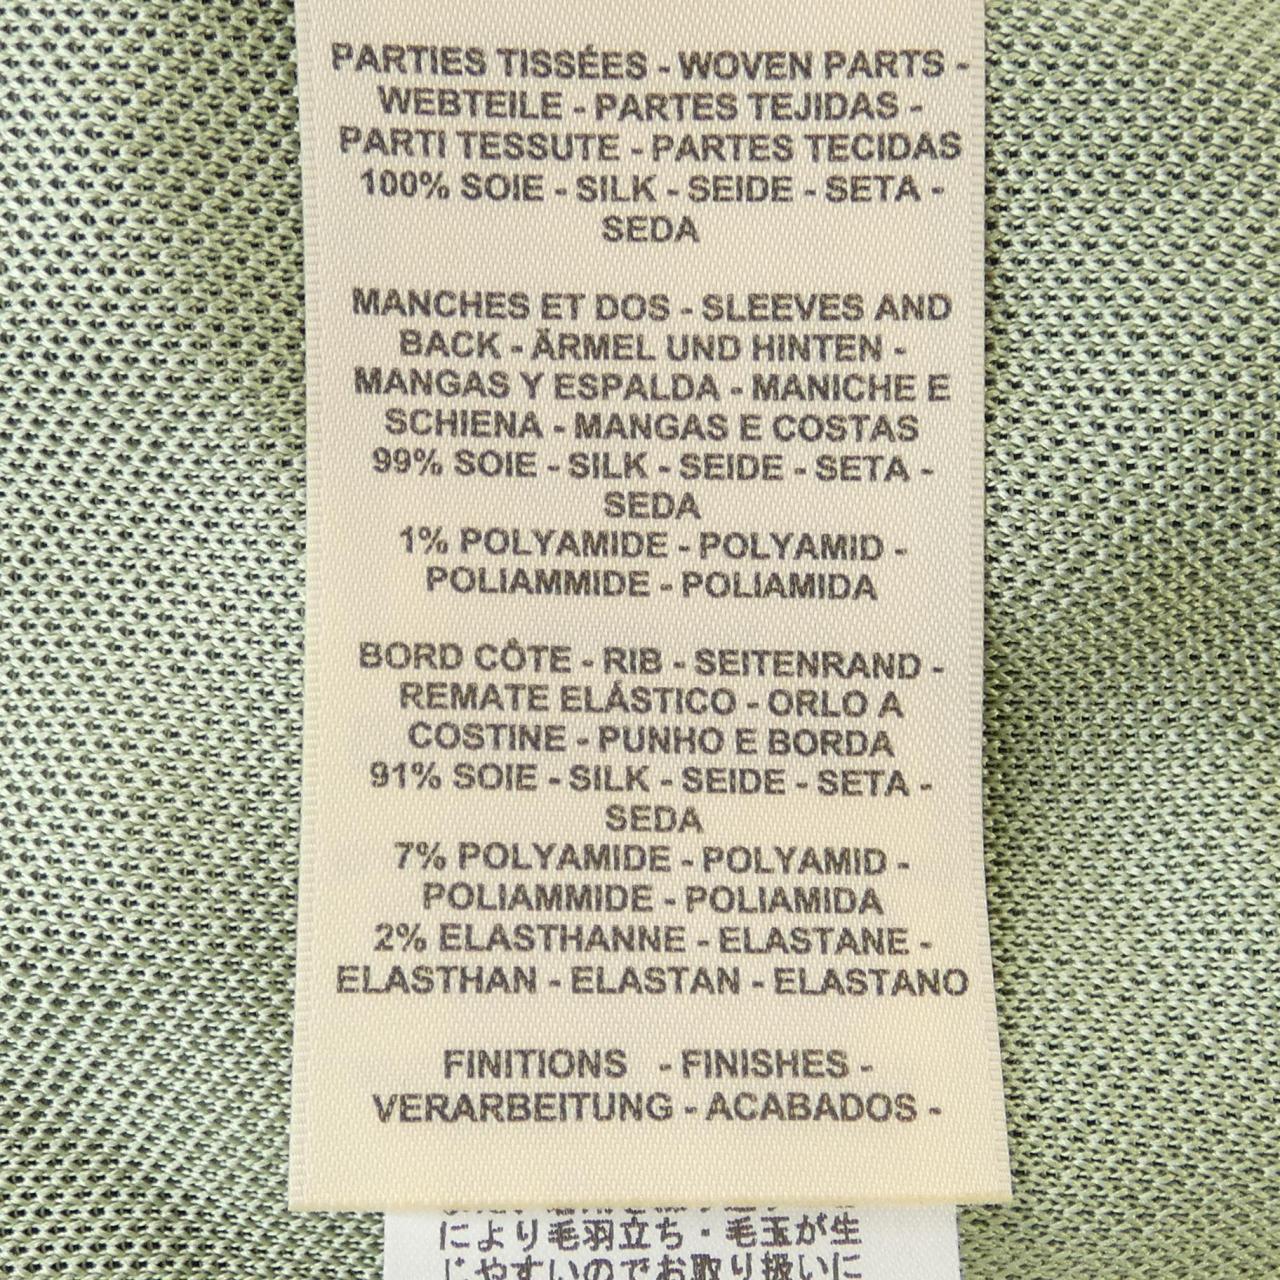 PARTIES TISSÉES - WOVEN PARTS -
WEBTEILE - PARTES TEJIDAS -
PARTI TESSUTE - PARTES TECIDAS
100% SOIE - SILK - SEIDE - SETA -
SEDA
MANCHES ET DOS - SLEEVES AND
BACK - ÄRMEL UND HINTEN -
MANGAS Y ESPALDA - MANICHE E
SCHIENA - MANGAS E COSTAS
99% SOIE - SILK - SEIDE - SETA -
SEDA
1% POLYAMIDE - POLYAMID -
POLIAMMIDE - POLIAMIDA
BORD CÔTE - RIB - SEITENRAND -
REMATE ELÁSTICO - ORLO A
COSTINE - PUNHO E BORDA
91% SOIE - SILK - SEIDE - SETA -
SEDA
7% POLYAMIDE - POLYAMID -
POLIAMMIDE - POLIAMIDA
2% ELASTHANNE - ELASTANE -
ELASTHAN - ELASTAN - ELASTANO
FINITIONS - FINISHES -
VERARBEITUNG - ACABADOS -
により毛羽立ち・毛玉が生
じやすいのでお取り扱いに